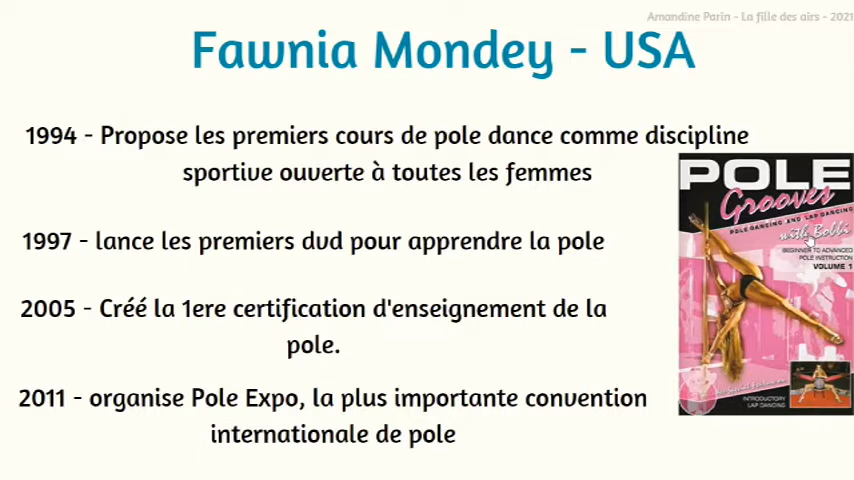 Amandine Parin - La fille des airs - 2021
Fawnia Mondey - USA
1994 - Propose les premiers cours de pole dance comme discipline
sportive ouverte à toutes les femmes
1997 - lance les premiers dvd pour apprendre la pole
2005 - Créé la 1ere certification d'enseignement de la
pole.
2011 - organise Pole Expo, la plus importante convention
internationale de pole
POLE
Grooves
POLE DANCING AND LAP DANCING
with Bobbi
BEGINNER TO ADVANCED
POLE INSTRUCTION
VOLUME 1
INTRODUCTORY
LAP DANCING